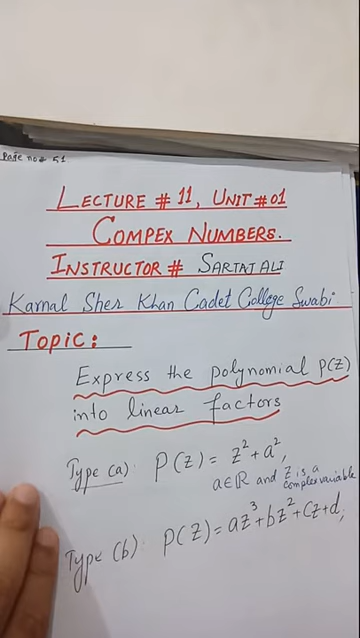 Page no# 51
LECTURE # 11, UNIT #01
COMPEX NUMBERS.
INSTRUCTOR # SARTAJ ALI
Karnal Sher Khan Cadet College Swabi
TOPIC:
Express the polynomial P(z)
into linear factors
Type (a): P(z) = z² + a²,
a∈R and z is a
complex variable
Type (b): P(z) = az³+bz²+cz+d,